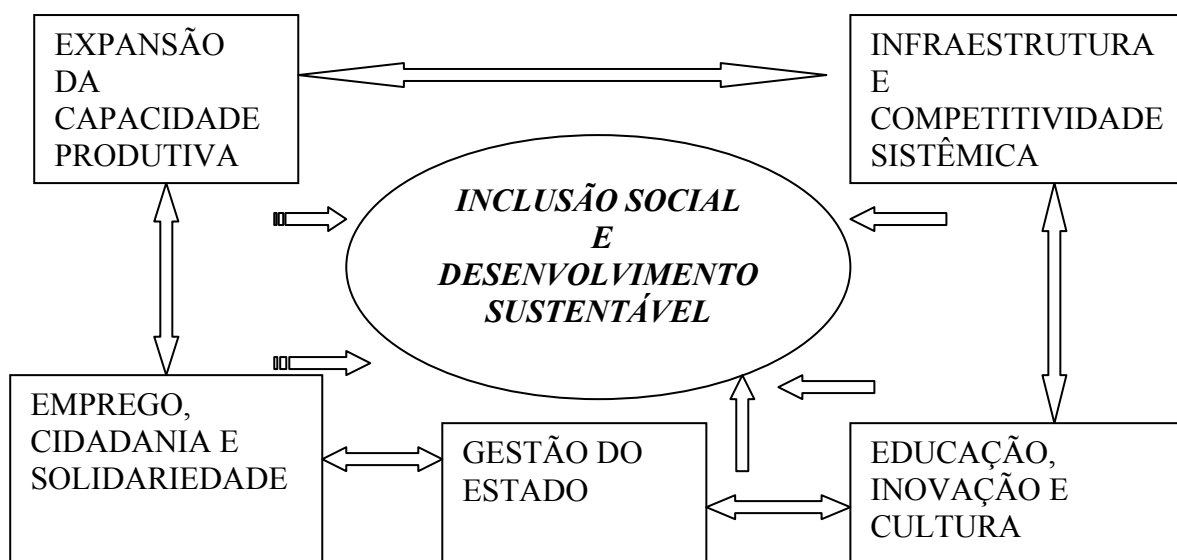 EXPANSÃO
DA
CAPACIDADE
PRODUTIVA
INFRAESTRUTURA
E
COMPETITIVIDADE
SISTÊMICA
INCLUSÃO SOCIAL
E
DESENVOLVIMENTO
SUSTENTÁVEL
EMPREGO,
CIDADANIA E
SOLIDARIEDADE
GESTÃO DO
ESTADO
EDUCAÇÃO,
INOVAÇÃO E
CULTURA